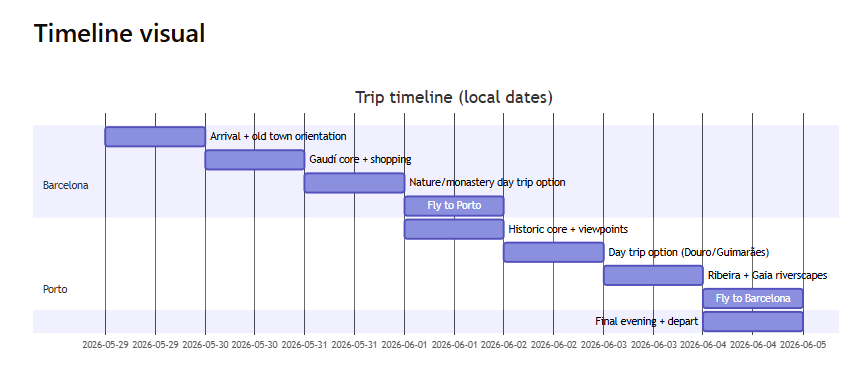 Timeline visual
Trip timeline (local dates)
Arrival + old town orientation
Gaudí core + shopping
Nature/monastery day trip option
Barcelona
Fly to Porto
Historic core + viewpoints
Day trip option (Douro/Guimarães)
Ribeira + Gaia riverscapes
Porto
Fly to Barcelona
Final evening + depart
2026-05-29 2026-05-29 2026-05-30 2026-05-30 2026-05-31 2026-05-31 2026-06-01 2026-06-01 2026-06-02 2026-06-02 2026-06-03 2026-06-03 2026-06-04 2026-06-04 2026-06-05